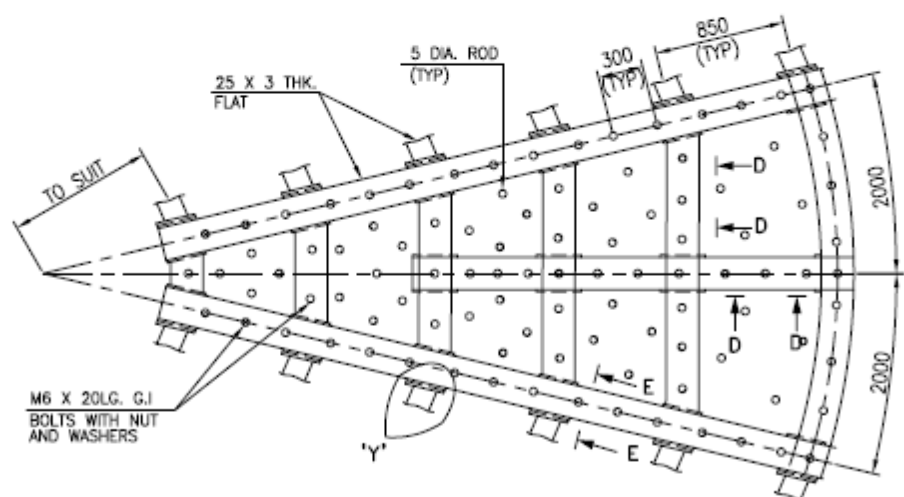 850
(TYP)
5 DIA. ROD
(TYP)
300
(TYP)
25 X 3 THK.
FLAT
TO SUIT
D
D
2000
D
D
2000
E
E
M6 X 20LG. G.I
BOLTS WITH NUT
AND WASHERS
'Y'